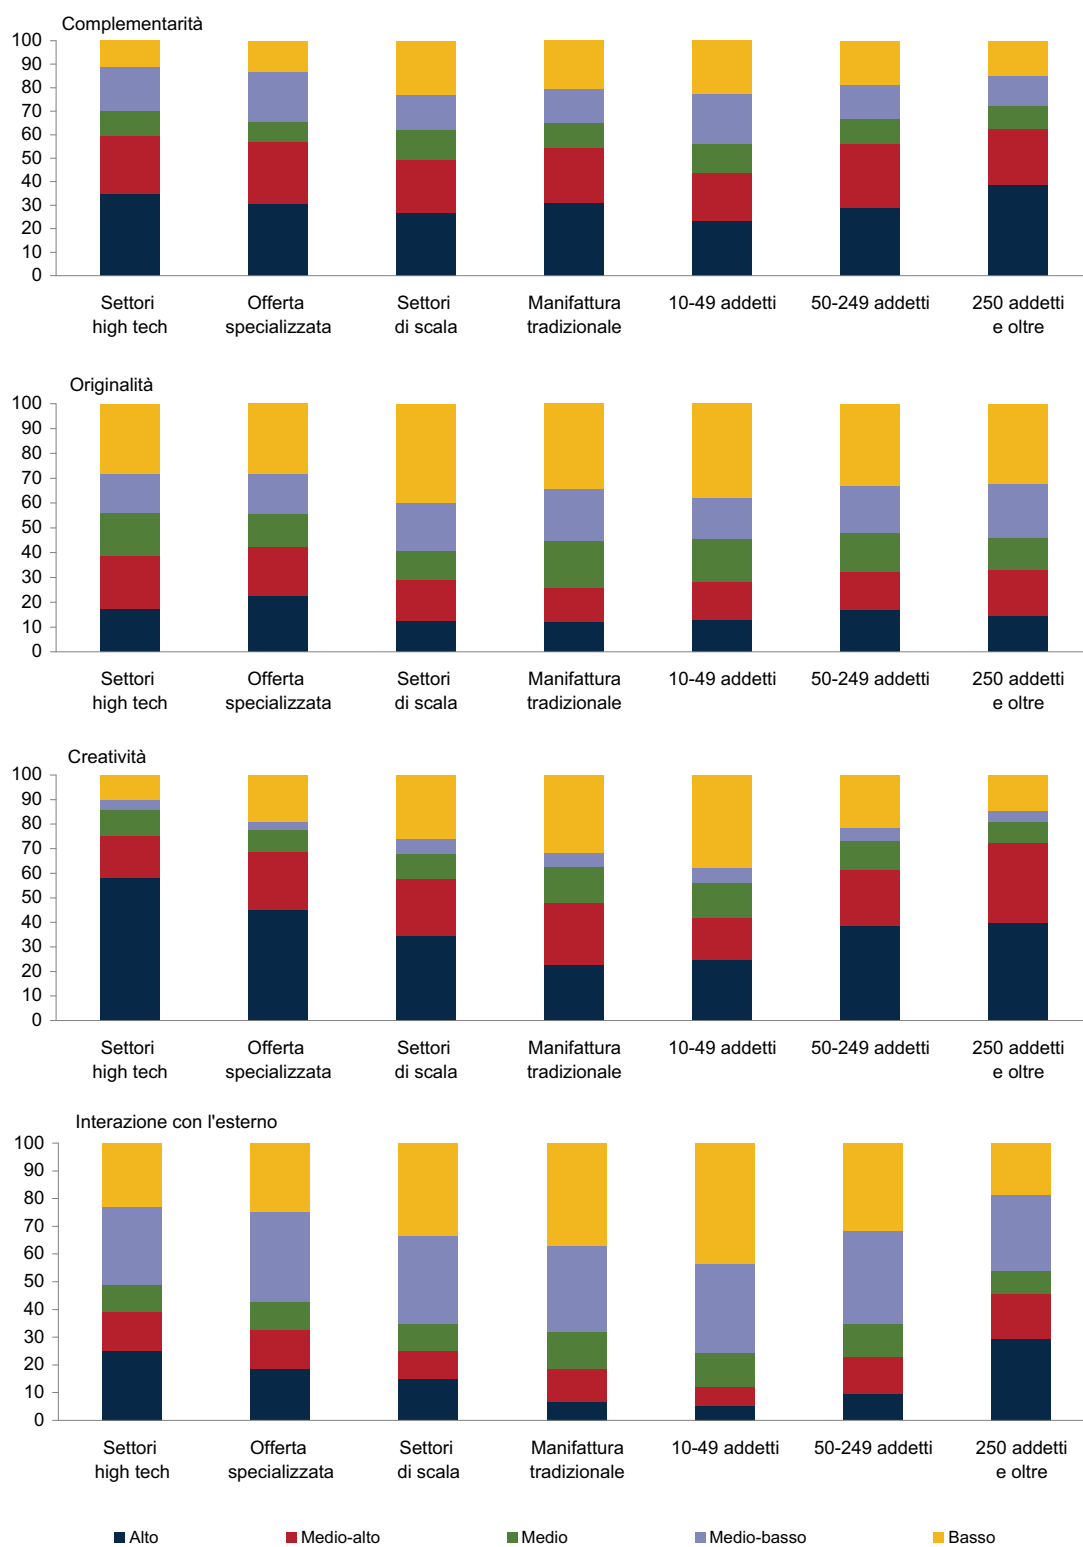 Complementarità
100
90
80
70
60
50
40
30
20
10
0
Settori
high tech
Offerta
specializzata
Settori
di scala
Manifattura
tradizionale
10-49 addetti
50-249 addetti
250 addetti
e oltre
Originalità
100
90
80
70
60
50
40
30
20
10
0
Settori
high tech
Offerta
specializzata
Settori
di scala
Manifattura
tradizionale
10-49 addetti
50-249 addetti
250 addetti
e oltre
Creatività
100
90
80
70
60
50
40
30
20
10
0
Settori
high tech
Offerta
specializzata
Settori
di scala
Manifattura
tradizionale
10-49 addetti
50-249 addetti
250 addetti
e oltre
Interazione con l'esterno
100
90
80
70
60
50
40
30
20
10
0
Settori
high tech
Offerta
specializzata
Settori
di scala
Manifattura
tradizionale
10-49 addetti
50-249 addetti
250 addetti
e oltre
Alto
Medio-alto
Medio
Medio-basso
Basso